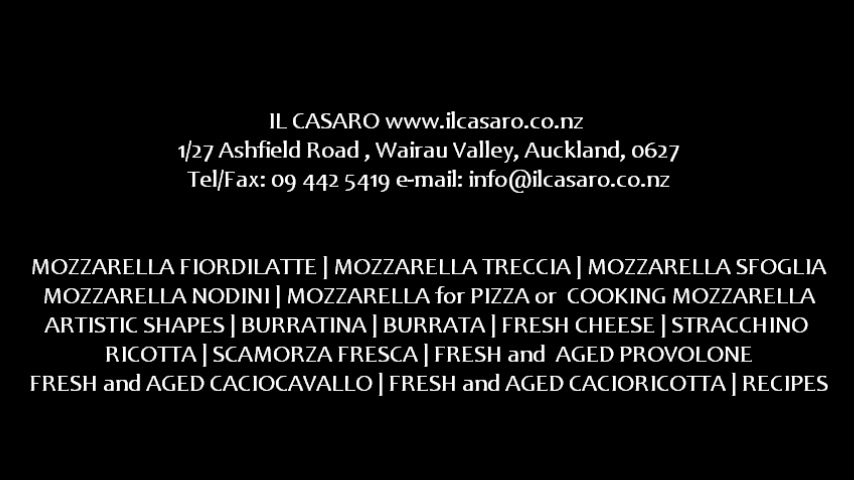 IL CASARO www.ilcasaro.co.nz
1/27 Ashfield Road , Wairau Valley, Auckland, 0627
Tel/Fax: 09 442 5419 e-mail: info@ilcasaro.co.nz
MOZZARELLA FIORDILATTE | MOZZARELLA TRECCIA | MOZZARELLA SFOGLIA
MOZZARELLA NODINI | MOZZARELLA for PIZZA or COOKING MOZZARELLA
ARTISTIC SHAPES | BURRATINA | BURRATA | FRESH CHEESE | STRACCHINO
RICOTTA | SCAMORZA FRESCA | FRESH and AGED PROVOLONE
FRESH and AGED CACIOCAVALLO | FRESH and AGED CACIORICOTTA | RECIPES